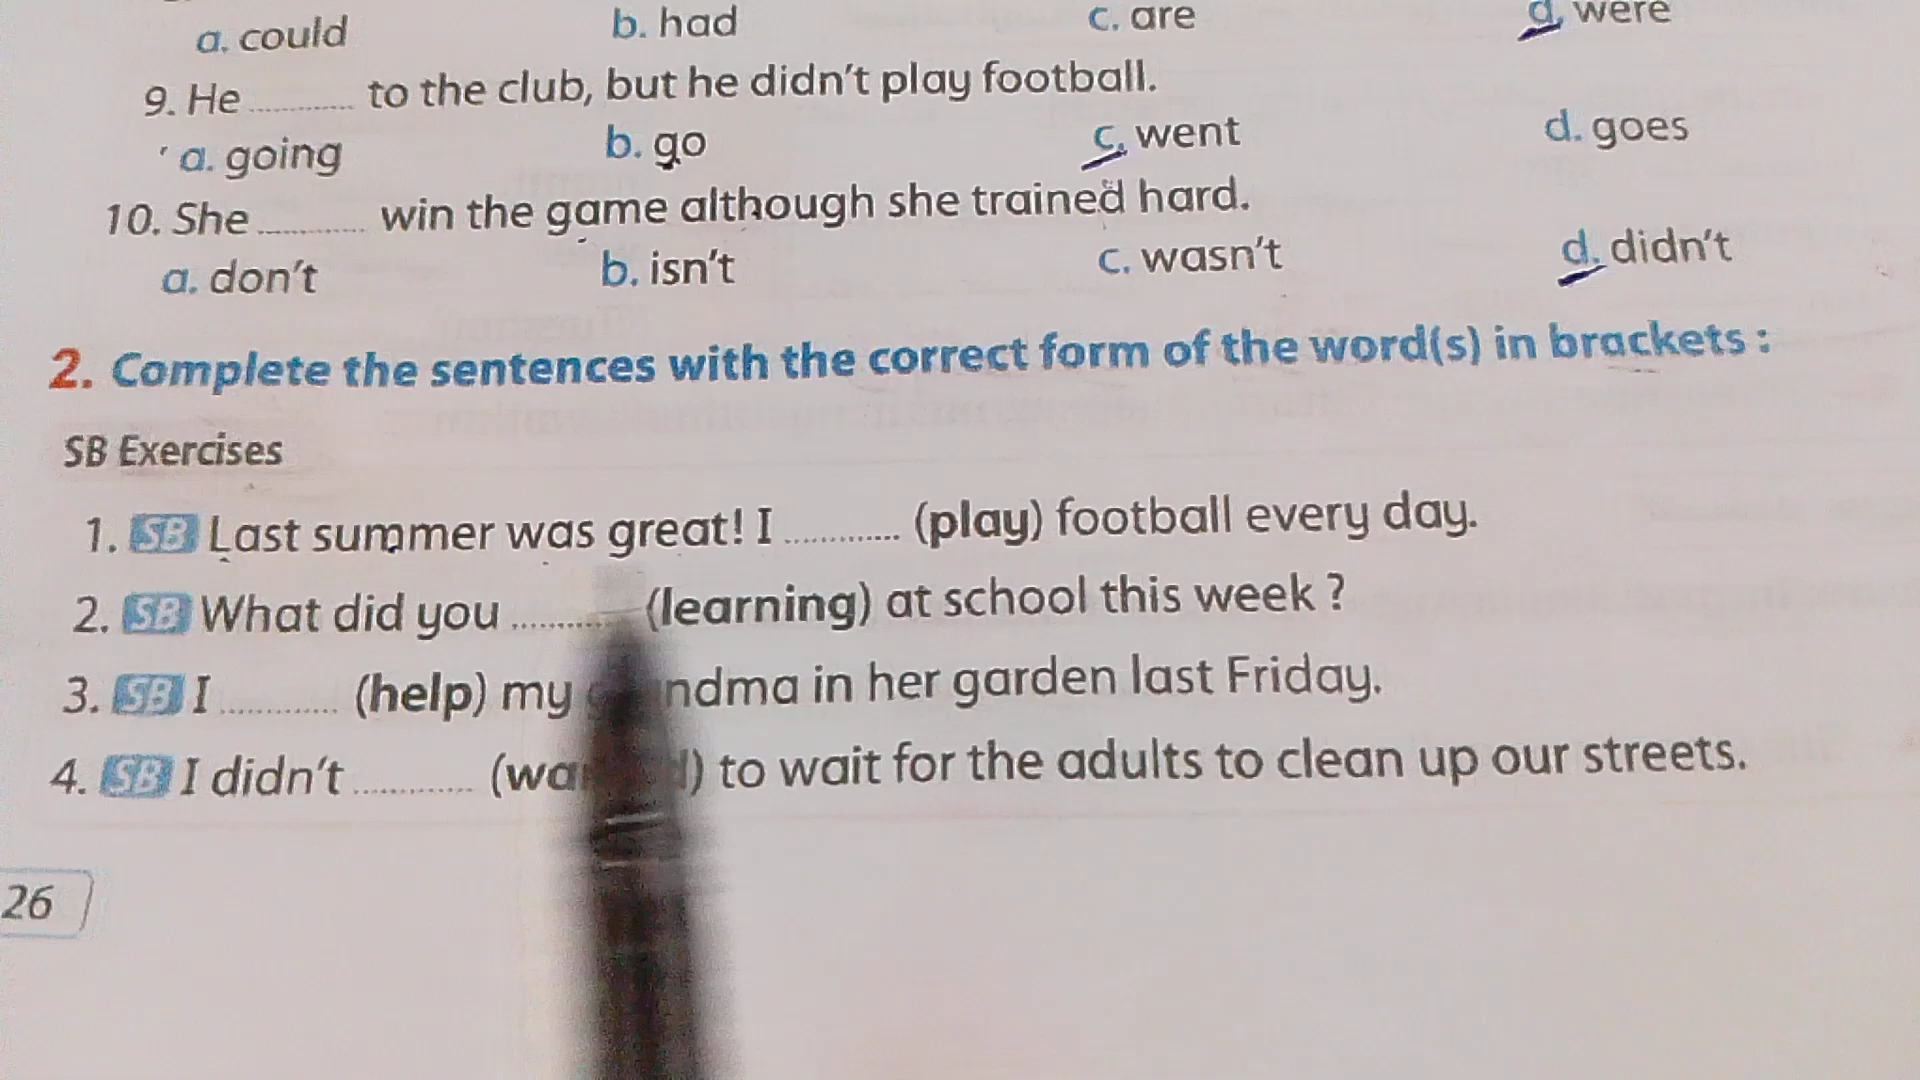 a. could b. had c. are d. were
9. He ............ to the club, but he didn't play football.
a. going b. go c. went d. goes
10. She ............ win the game although she trained hard.
a. don't b. isn't c. wasn't d. didn't
2. Complete the sentences with the correct form of the word(s) in brackets :
SB Exercises
1. SB Last summer was great! I ............ (play) football every day.
2. SB What did you ............ (learning) at school this week ?
3. SB I ............ (help) my in her garden last Friday.
4. SB I didn't ............ to wait for the adults to clean up our streets.
26